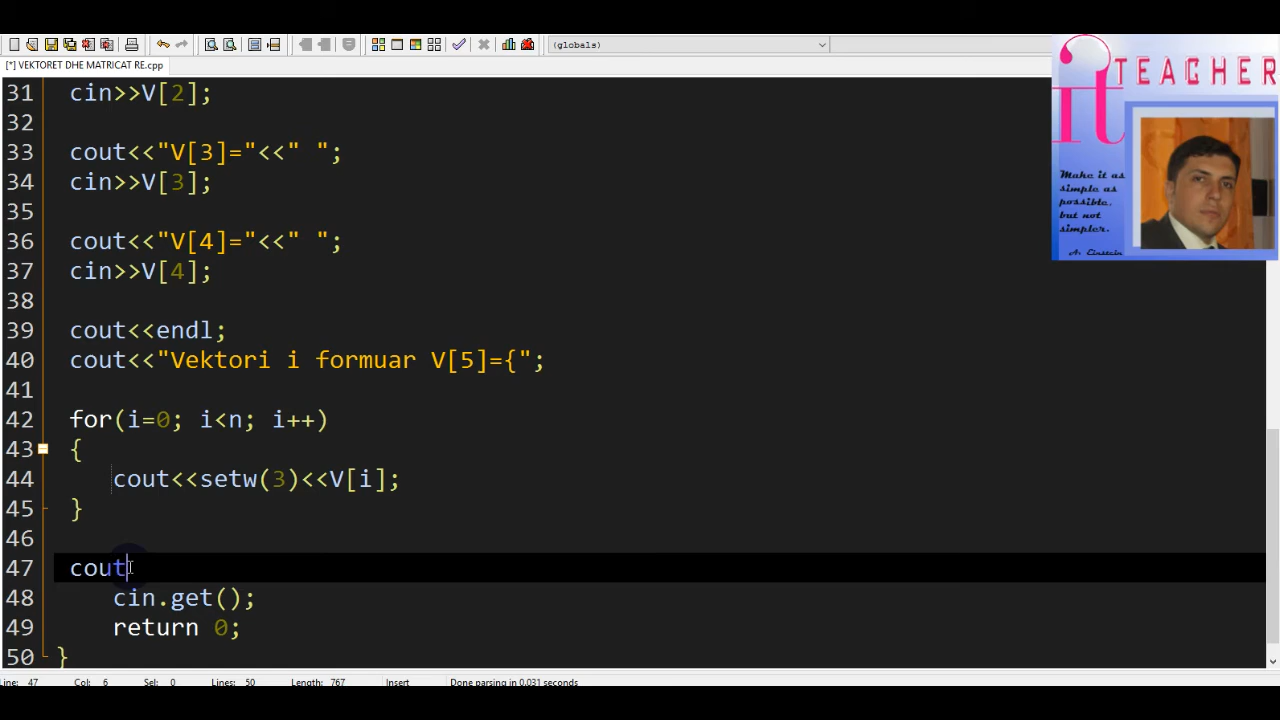 (globals)
[*] VEKTORET DHE MATRICAT RE.cpp
31 cin>>V[2];
32
33 cout<<"V[3]="<<" ";
34 cin>>V[3];
35
36 cout<<"V[4]="<<" ";
37 cin>>V[4];
38
39 cout<<endl;
40 cout<<"Vektori i formuar V[5]={";
41
42 for(i=0; i<n; i++)
43 {
44 cout<<setw(3)<<V[i];
45 }
46
47 cout
48 cin.get();
49 return 0;
50 }
Line: 47 Col: 6 Sel: 0 Lines: 50 Length: 767 Insert Done parsing in 0.031 seconds
it TEACHER
Make it as
simple as
possible,
but not
simpler.
A. Einstein